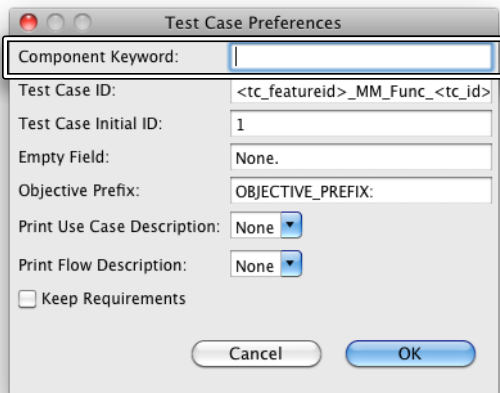 Test Case Preferences
Component Keyword:
Test Case ID: <tc_featureid>_MM_Func_<tc_id>
Test Case Initial ID: 1
Empty Field: None.
Objective Prefix: OBJECTIVE_PREFIX:
Print Use Case Description: None
Print Flow Description: None
Keep Requirements
Cancel OK